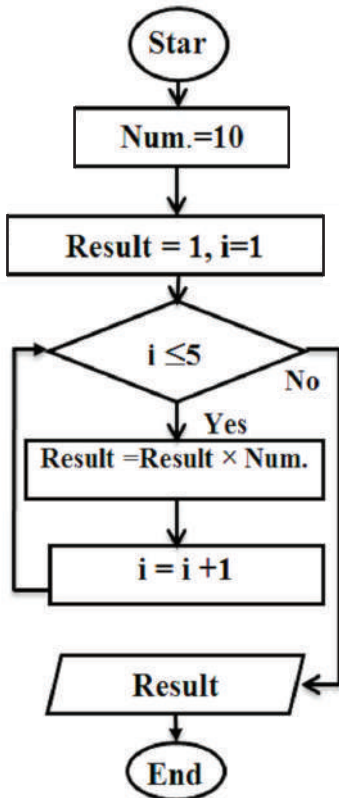 Star
Num.=10
Result = 1, i=1
i ≤5
No
Yes
Result =Result × Num.
i = i +1
Result
End